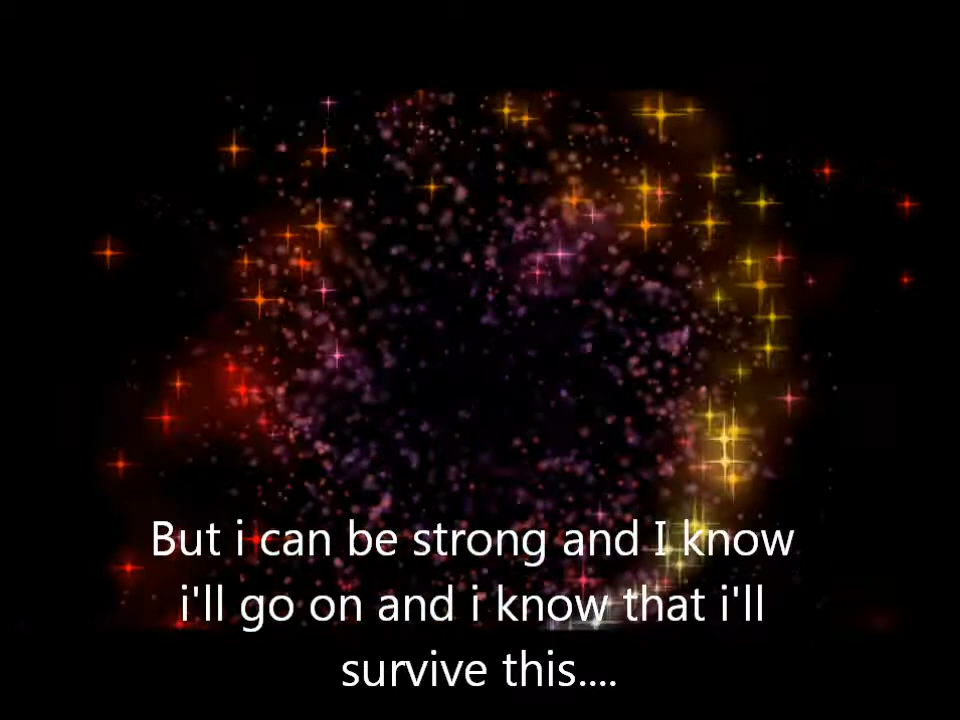 But i can be strong and I know
i'll go on and i know that i'll
survive this....